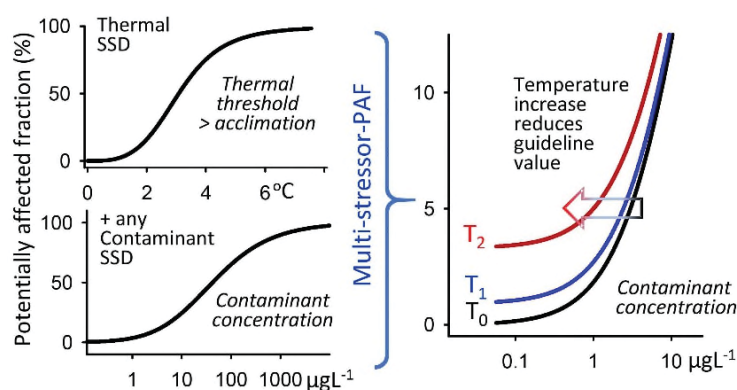 Potentially affected fraction (%)
100
50
0
Thermal
SSD
Thermal
threshold
> acclimation
0 2 4 6 °C
100
50
0
+ any
Contaminant
SSD
Contaminant
concentration
1 10 100 1000 µgL-1
Multi-stressor-PAF
10
5
0
Temperature
increase
reduces
guideline
value
T2
T1
T0
Contaminant
concentration
0.1 1 10 µgL-1